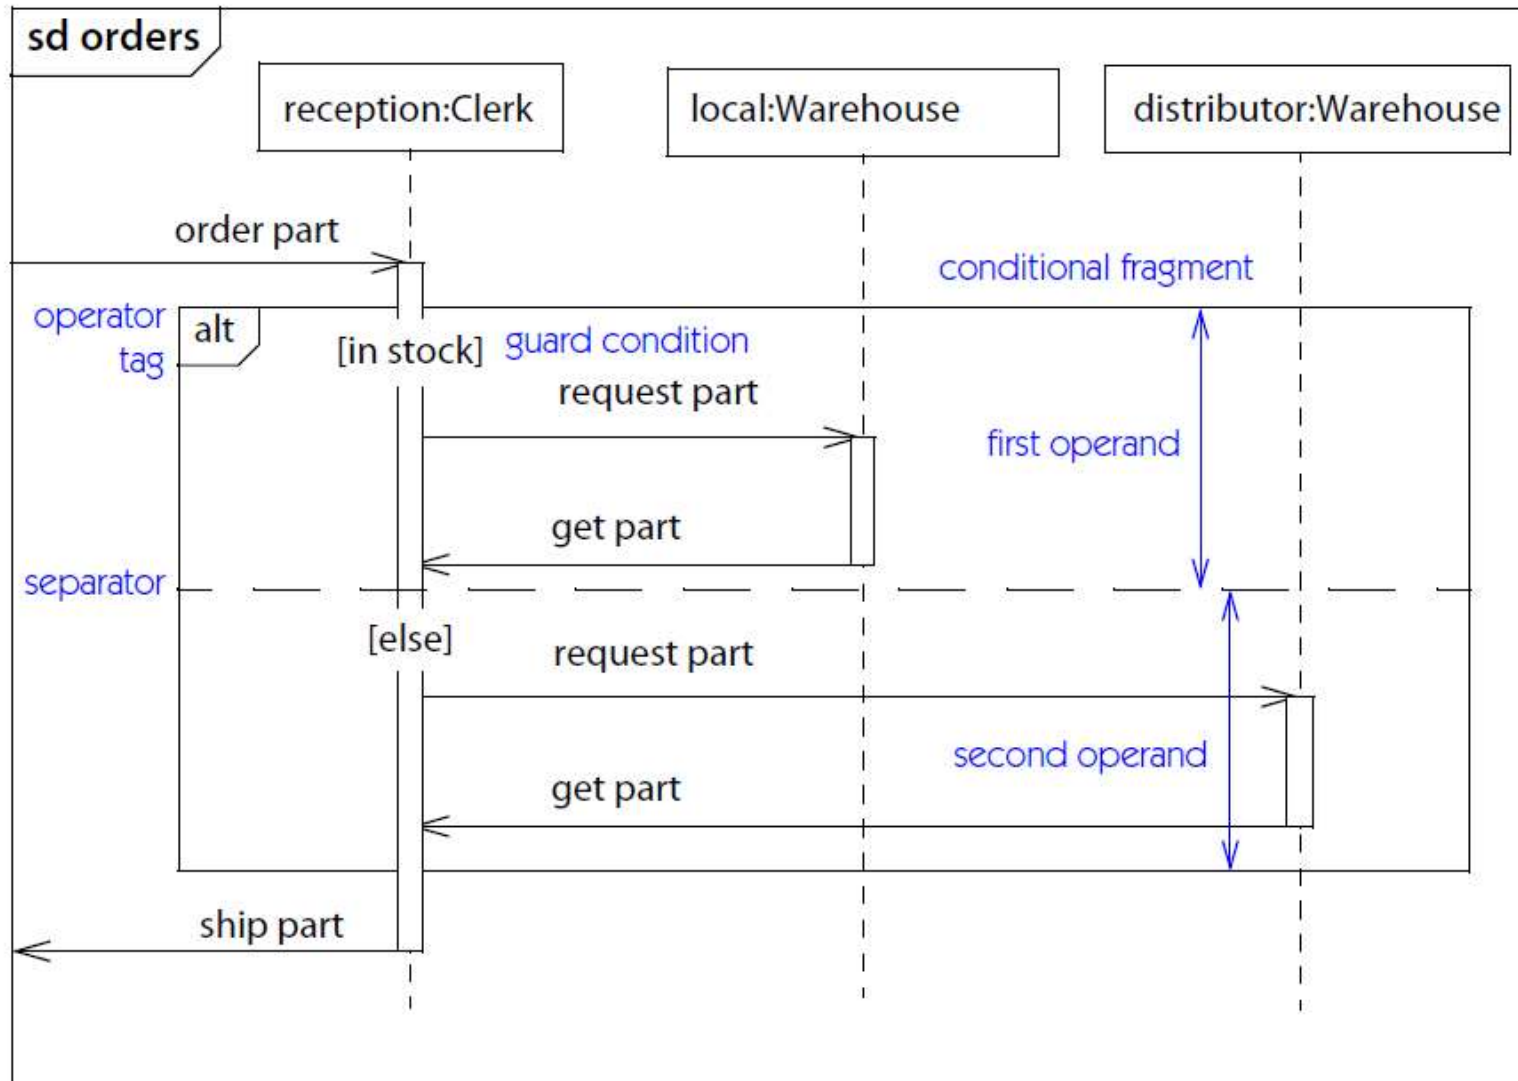 sd orders
reception:Clerk
local:Warehouse
distributor:Warehouse
order part
conditional fragment
operator
tag
alt
[in stock]
guard condition
request part
first operand
get part
separator
[else]
request part
second operand
get part
ship part